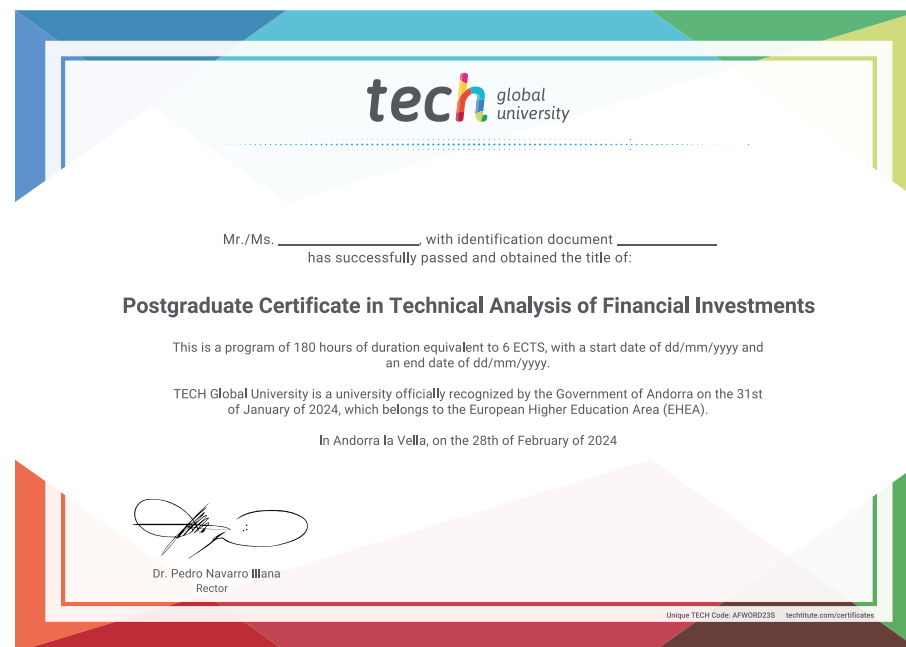 tech global
university
Mr./Ms. ____________________, with identification document ______________
has successfully passed and obtained the title of:
Postgraduate Certificate in Technical Analysis of Financial Investments
This is a program of 180 hours of duration equivalent to 6 ECTS, with a start date of dd/mm/yyyy and
an end date of dd/mm/yyyy.
TECH Global University is a university officially recognized by the Government of Andorra on the 31st
of January of 2024, which belongs to the European Higher Education Area (EHEA).
In Andorra la Vella, on the 28th of February of 2024
Dr. Pedro Navarro Illana
Rector
Unique TECH Code: AFWORD23S techtitute.com/certificates